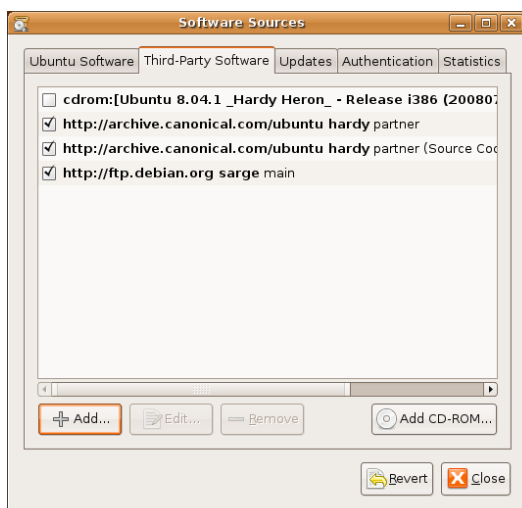 Software Sources
Ubuntu Software Third-Party Software Updates Authentication Statistics
cdrom:[Ubuntu 8.04.1 _Hardy Heron_ - Release i386 (200807
http://archive.canonical.com/ubuntu hardy partner
http://archive.canonical.com/ubuntu hardy partner (Source Cod
http://ftp.debian.org sarge main
Add... Edit... Remove Add CD-ROM...
Revert Close